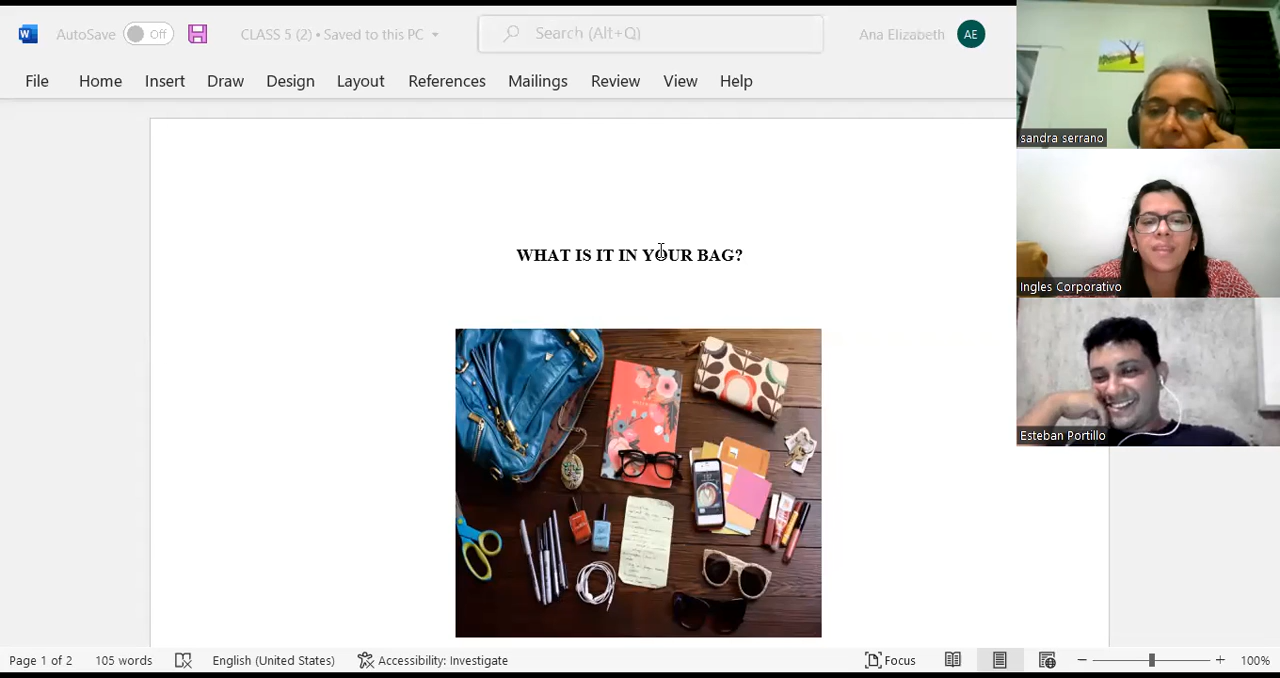 W
AutoSave Off CLASS 5 (2) • Saved to this PC Search (Alt+Q) Ana Elizabeth AE
File Home Insert Draw Design Layout References Mailings Review View Help
sandra serrano
WHAT IS IT IN YOUR BAG?
Ingles Corporativo
Esteban Portillo
Page 1 of 2 105 words English (United States) Accessibility: Investigate Focus 100%